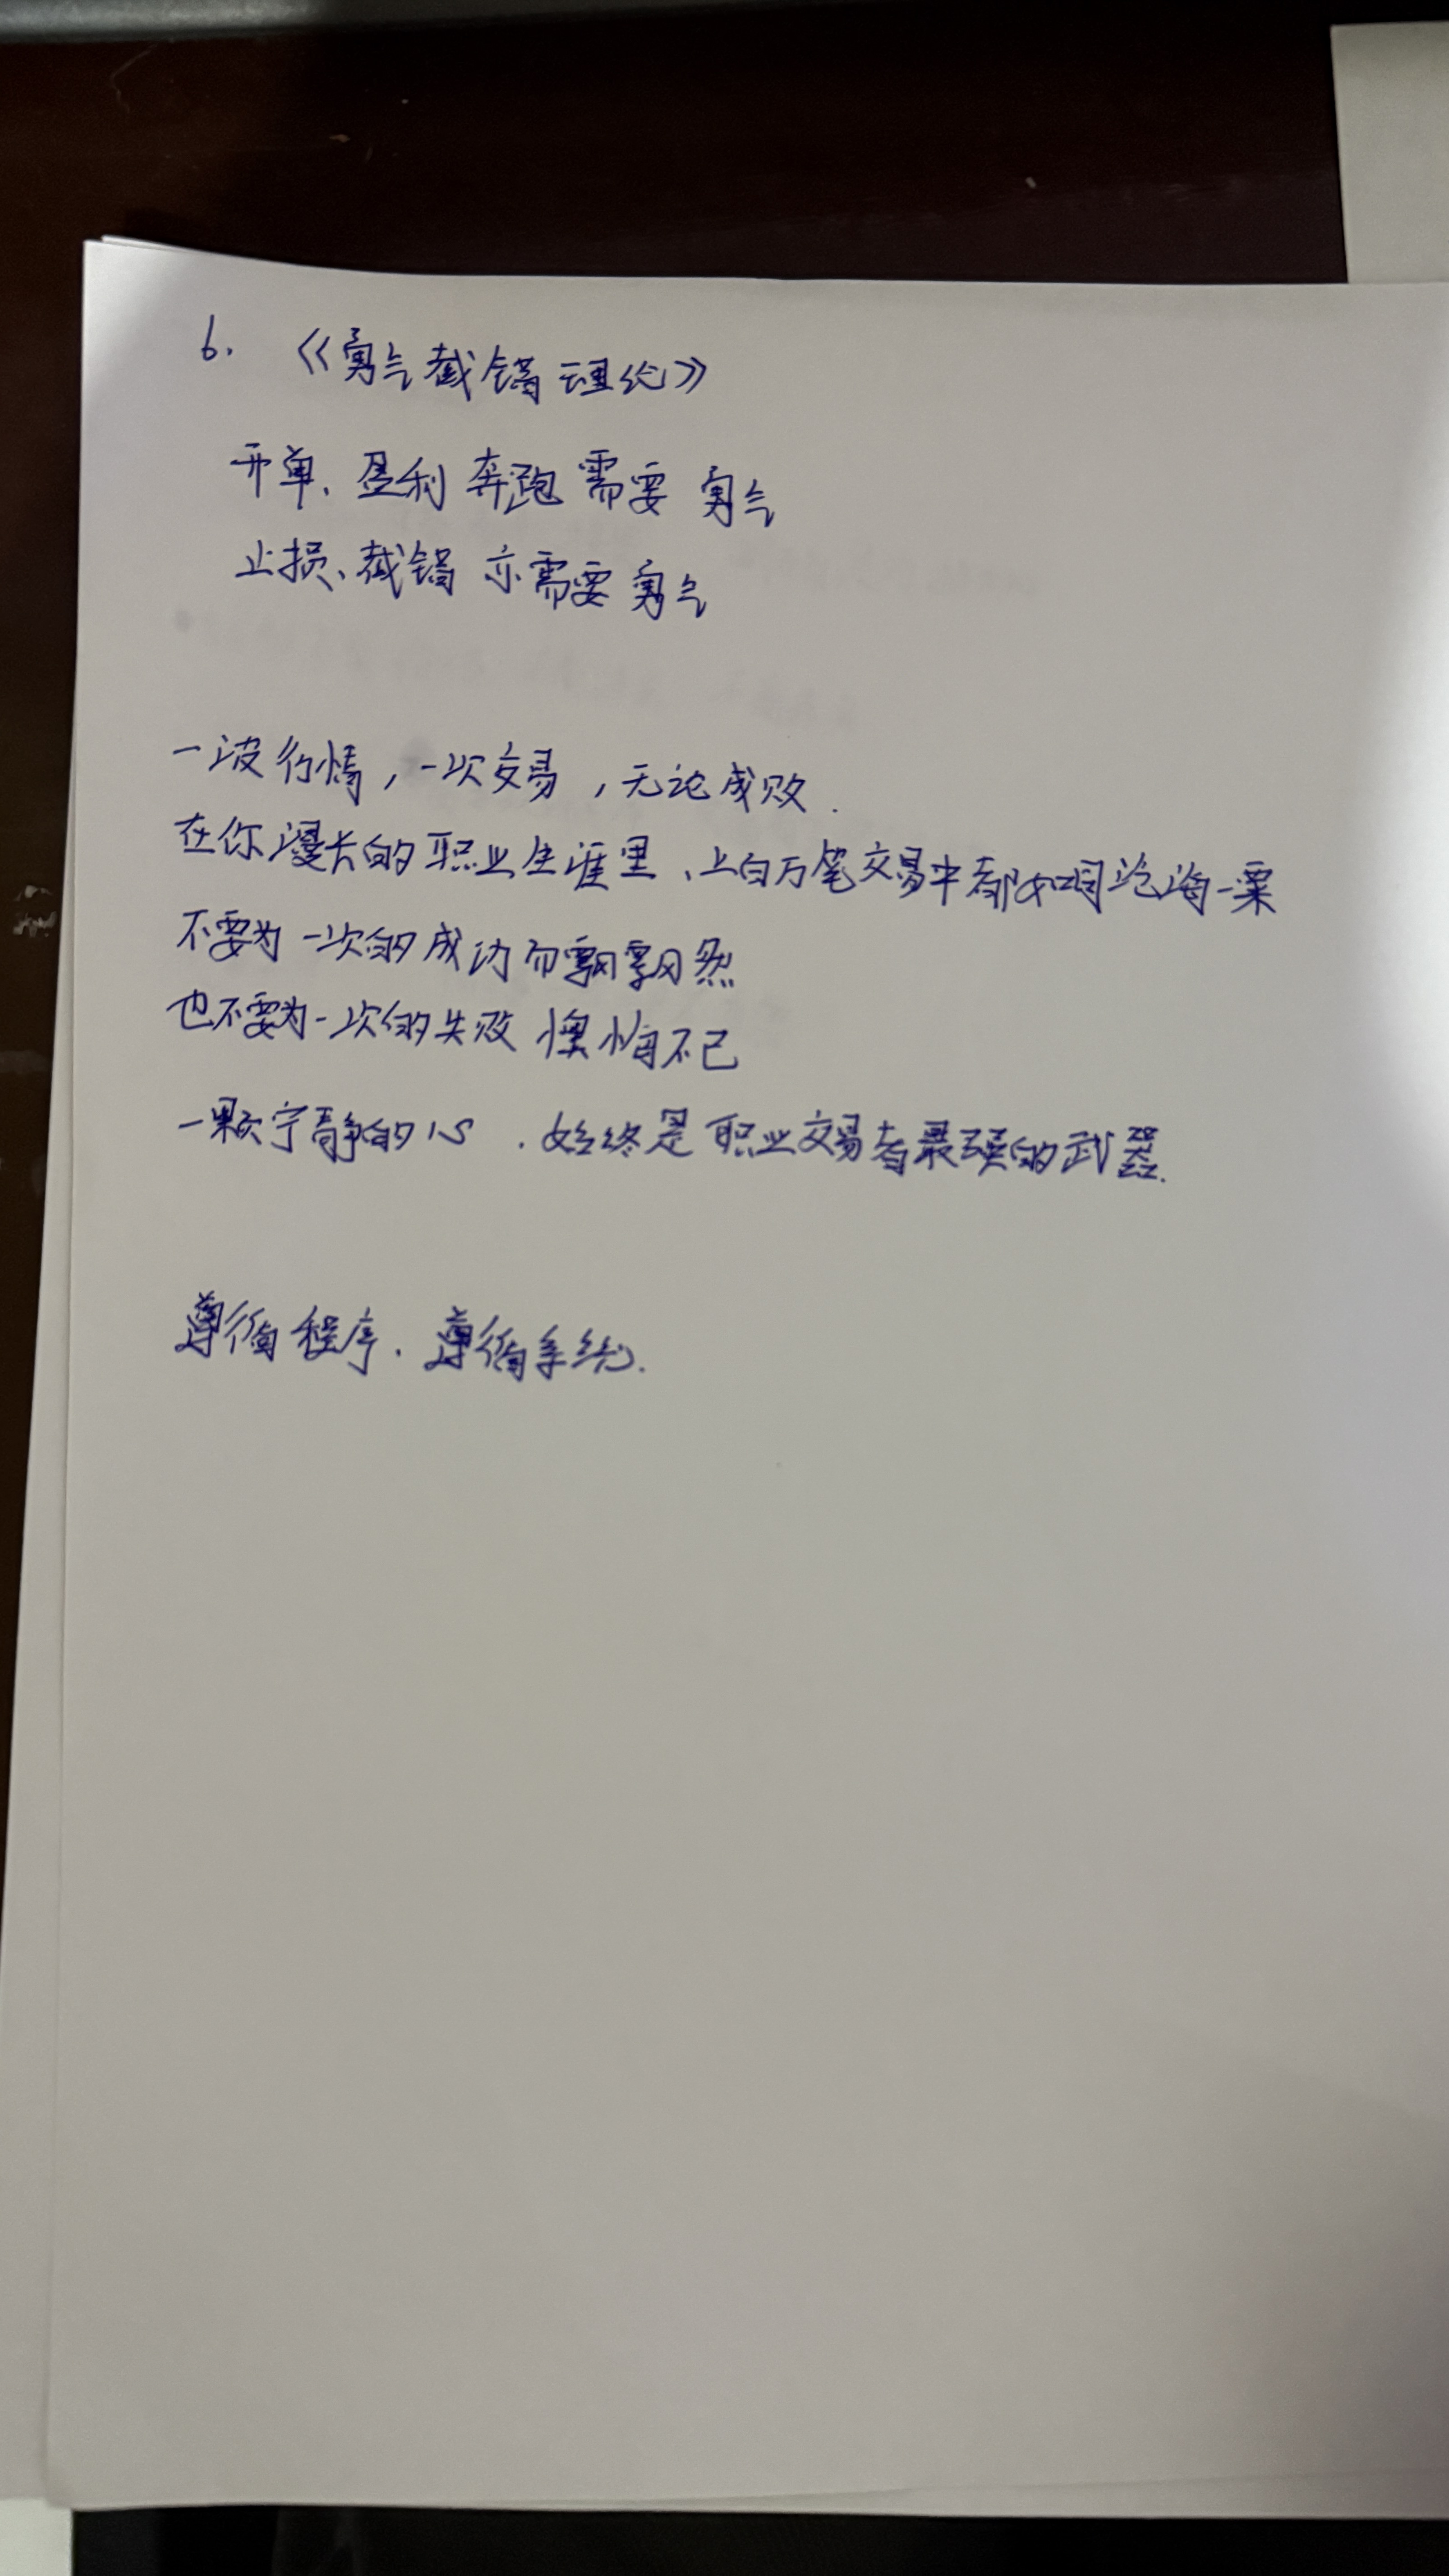 6. 《勇气截镐理论》
开单、盈利奔跑需要勇气
止损、截镐亦需要勇气
一波行情,一次交易,无论成败.
在你漫长的职业生涯里、上百万笔交易中都如同沧海一粟
不要为一次的成功而飘飘然
也不要为一次的失败懊悔不已
一颗宁静的心.始终是职业交易者最强的武器.
遵循程序.遵循系统.